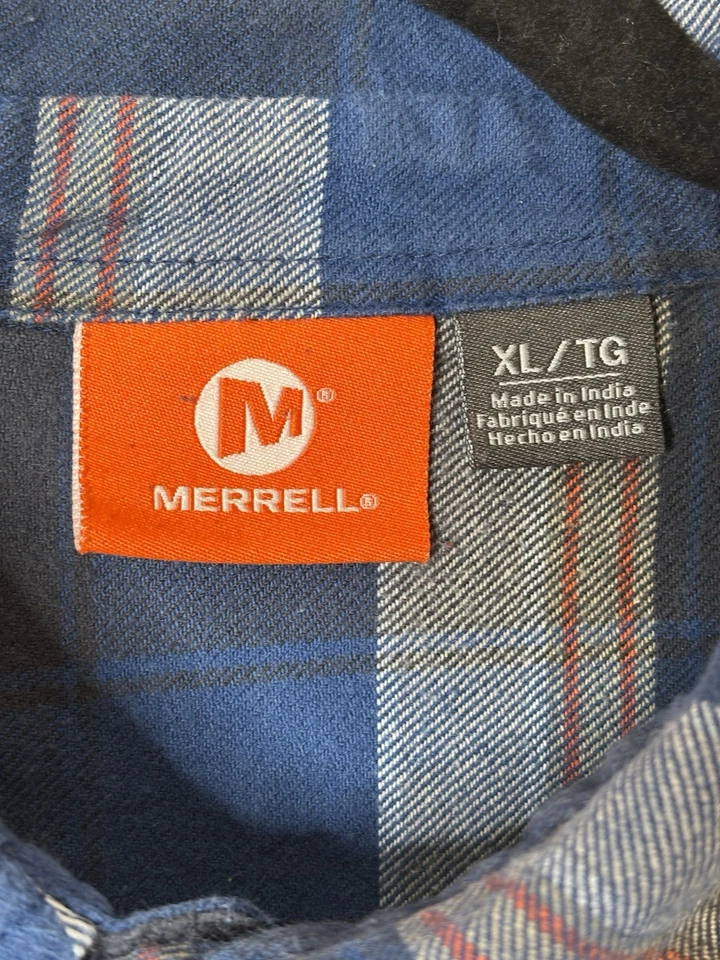 M®
MERRELL®
XL/TG
Made in India
Fabriqué en Inde
Hecho en India